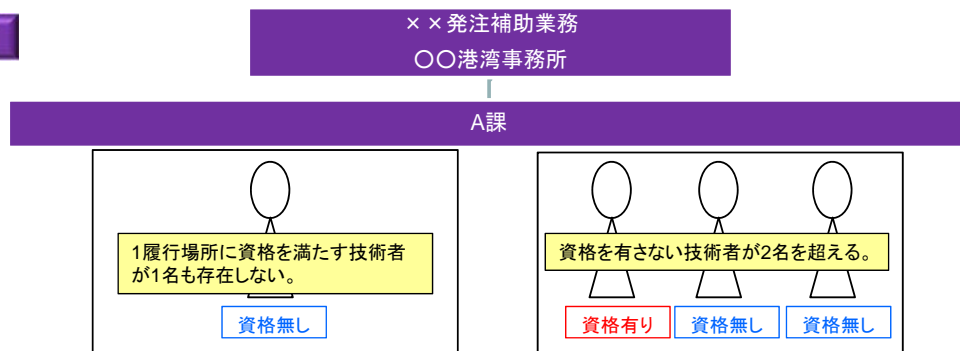 ××発注補助業務
〇〇港湾事務所
A課
1履行場所に資格を満たす技術者
が1名も存在しない。
資格無し
資格を有さない技術者が2名を超える。
資格有り
資格無し
資格無し